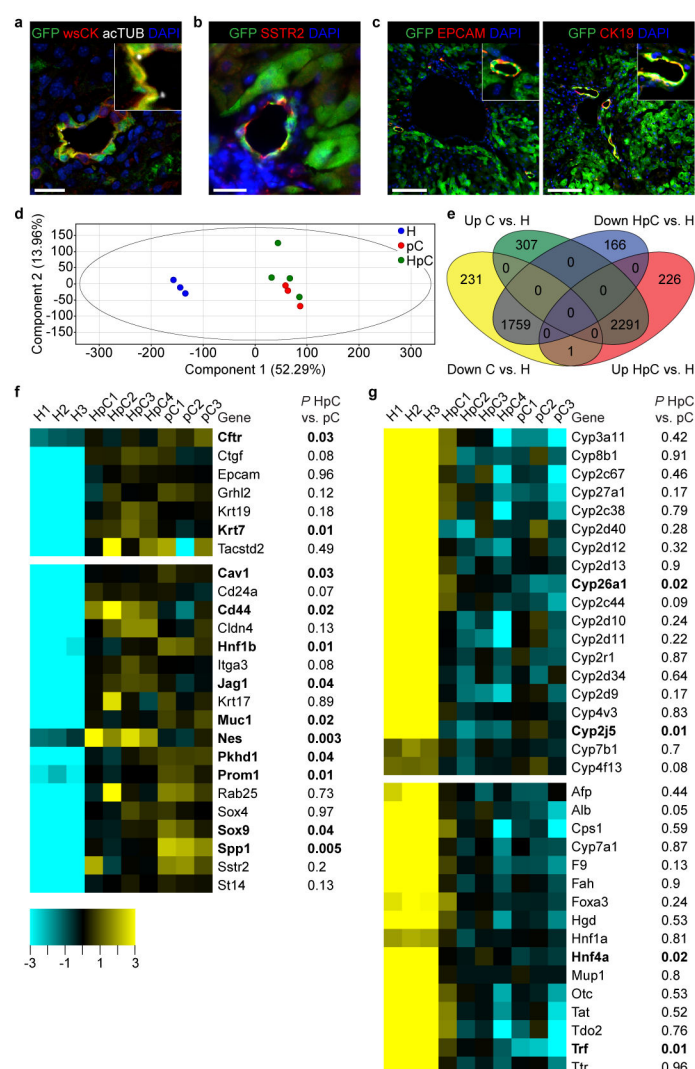 a
b
c
GFP wsCK acTUB DAPI
GFP SSTR2 DAPI
GFP EPCAM DAPI
GFP CK19 DAPI
d
Component 2 (13.96%)
150
100
50
0
-50
-100
-150
H
pC
HpC
-300 -200 -100 0 100 200 300
Component 1 (52.29%)
e
Up C vs. H
Down HpC vs. H
307
166
231
226
0
0
0
0
0
1759
0
2291
0
0
1
Down C vs. H
Up HpC vs. H
f
H1 H2 H3 HpC1 HpC2 HpC3 HpC4 pC1 pC2 pC3
Gene
P HpC
vs. pC
Cftr 0.03
Ctgf 0.08
Epcam 0.96
Grhl2 0.12
Krt19 0.18
Krt7 0.01
Tacstd2 0.49
Cav1 0.03
Cd24a 0.07
Cd44 0.02
Cldn4 0.13
Hnf1b 0.01
Itga3 0.08
Jag1 0.04
Krt17 0.89
Muc1 0.02
Nes 0.003
Pkhd1 0.04
Prom1 0.01
Rab25 0.73
Sox4 0.97
Sox9 0.04
Spp1 0.005
Sstr2 0.2
St14 0.13
-3 -1 1 3
g
H1 H2 H3 HpC1 HpC2 HpC3 HpC4 pC1 pC2 pC3
Gene
P HpC
vs. pC
Cyp3a11 0.42
Cyp8b1 0.91
Cyp2c67 0.46
Cyp27a1 0.17
Cyp2c38 0.79
Cyp2d40 0.28
Cyp2d12 0.32
Cyp2d13 0.9
Cyp26a1 0.02
Cyp2c44 0.09
Cyp2d10 0.24
Cyp2d11 0.22
Cyp2r1 0.87
Cyp2d34 0.64
Cyp2d9 0.17
Cyp4v3 0.83
Cyp2j5 0.01
Cyp7b1 0.7
Cyp4f13 0.08
Afp 0.44
Alb 0.05
Cps1 0.59
Cyp7a1 0.87
F9 0.13
Fah 0.9
Foxa3 0.24
Hgd 0.53
Hnf1a 0.81
Hnf4a 0.02
Mup1 0.8
Otc 0.53
Tat 0.52
Tdo2 0.76
Trf 0.01
Ttr 0.96